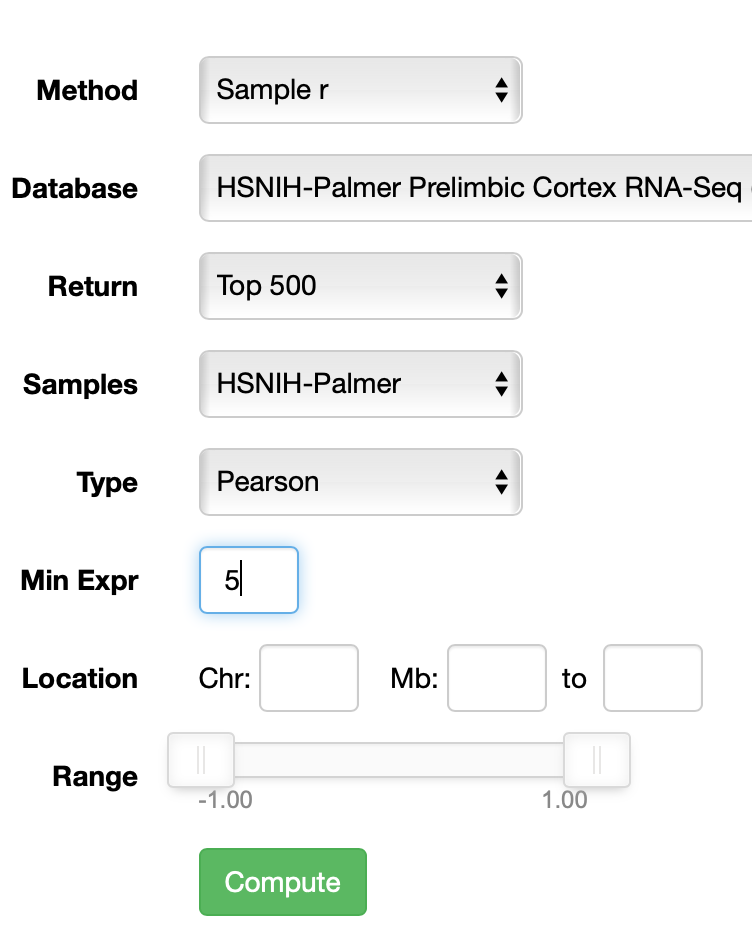 Method Sample r
Database HSNIH-Palmer Prelimbic Cortex RNA-Seq
Return Top 500
Samples HSNIH-Palmer
Type Pearson
Min Expr 5
Location Chr: Mb: to
Range
-1.00 1.00
Compute